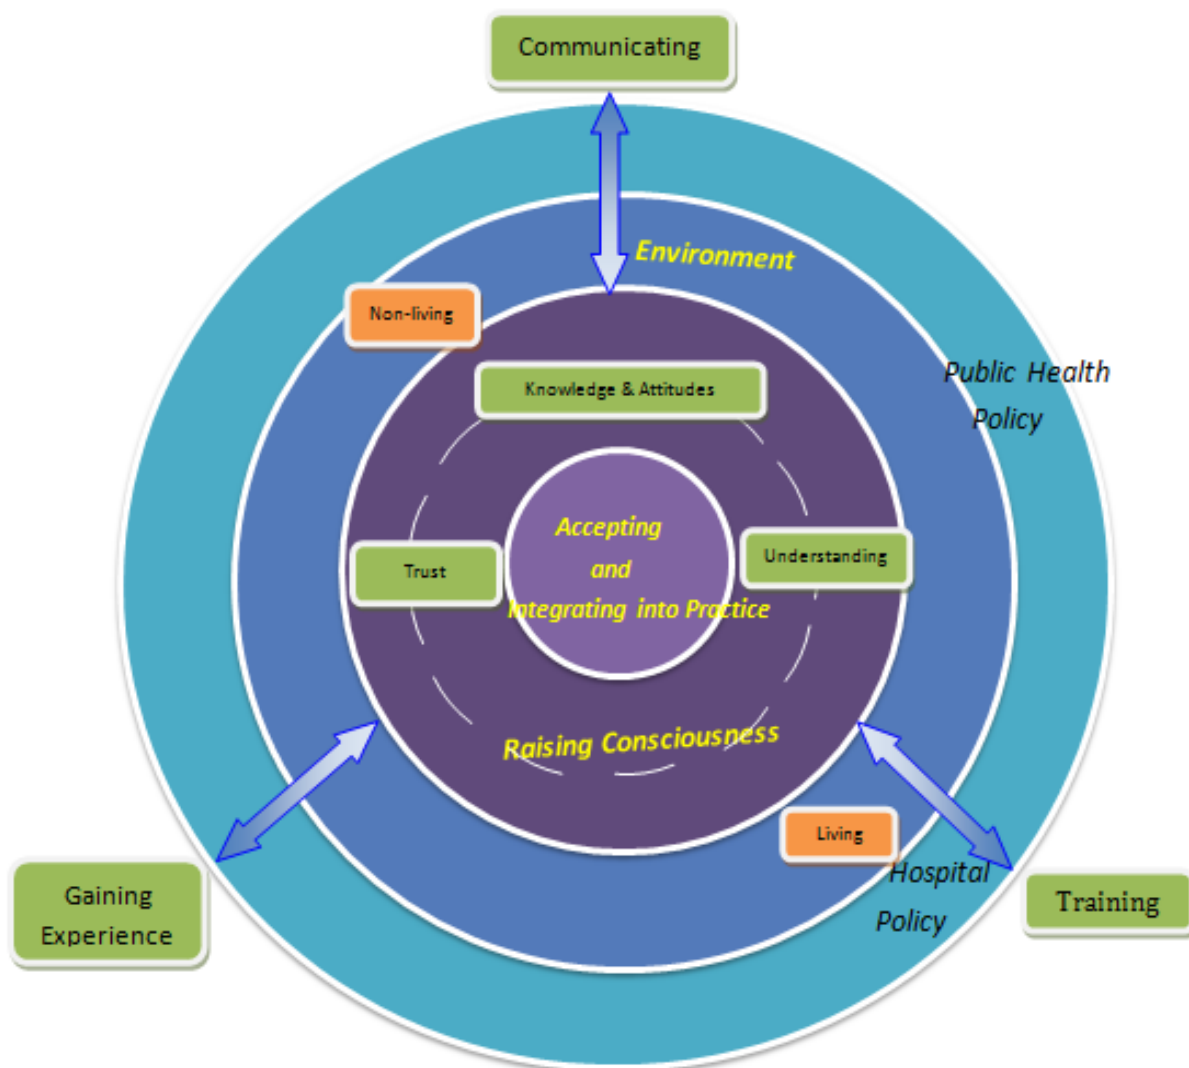 Communicating
Environment
Non-living
Public Health
Policy
Knowledge & Attitudes
Accepting
and
Integrating into Practice
Trust
Understanding
Raising Consciousness
Living
Hospital
Policy
Gaining
Experience
Training